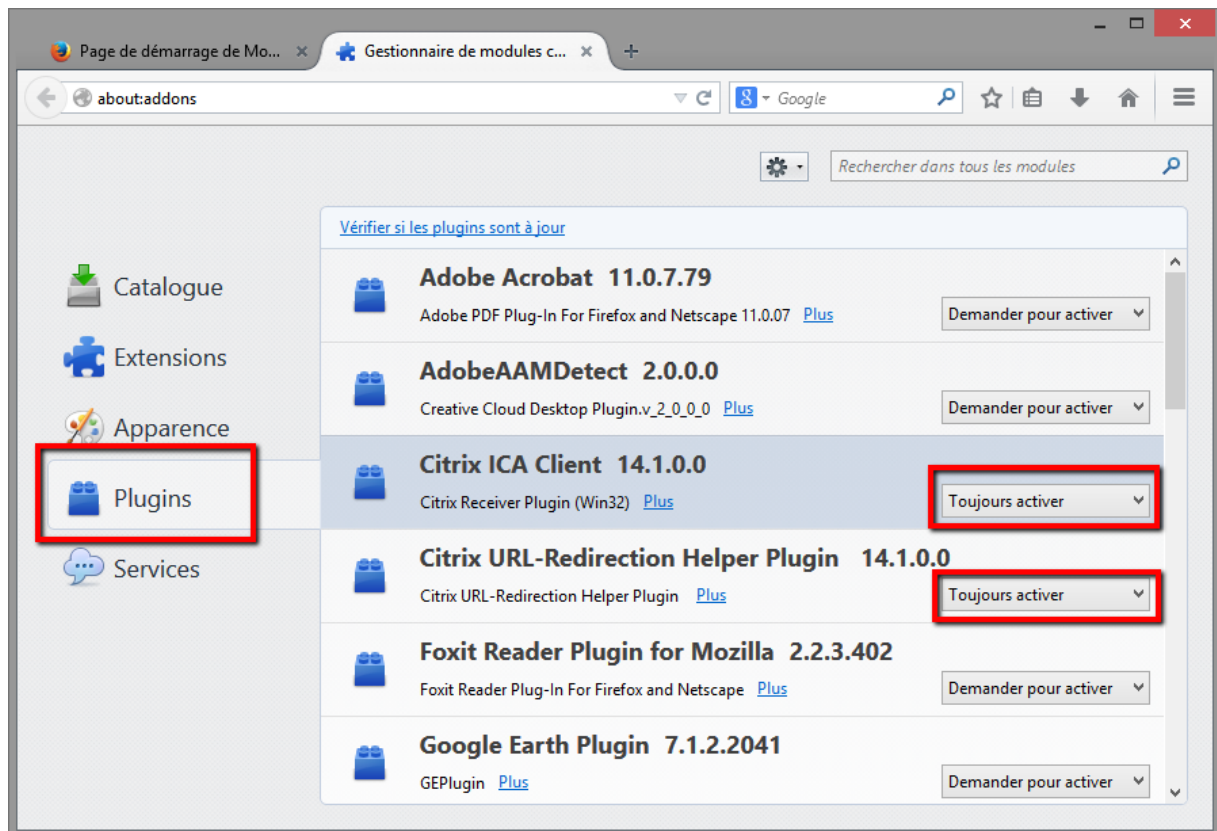 Page de démarrage de Mo...
Gestionnaire de modules c...
about:addons
Google
Rechercher dans tous les modules
Vérifier si les plugins sont à jour
Catalogue
Extensions
Apparence
Plugins
Services
Adobe Acrobat 11.0.7.79
Adobe PDF Plug-In For Firefox and Netscape 11.0.07 Plus
Demander pour activer
AdobeAAMDetect 2.0.0.0
Creative Cloud Desktop Plugin.v_2_0_0_0 Plus
Demander pour activer
Citrix ICA Client 14.1.0.0
Citrix Receiver Plugin (Win32) Plus
Toujours activer
Citrix URL-Redirection Helper Plugin 14.1.0.0
Citrix URL-Redirection Helper Plugin Plus
Toujours activer
Foxit Reader Plugin for Mozilla 2.2.3.402
Foxit Reader Plug-In For Firefox and Netscape Plus
Demander pour activer
Google Earth Plugin 7.1.2.2041
GEPlugin Plus
Demander pour activer